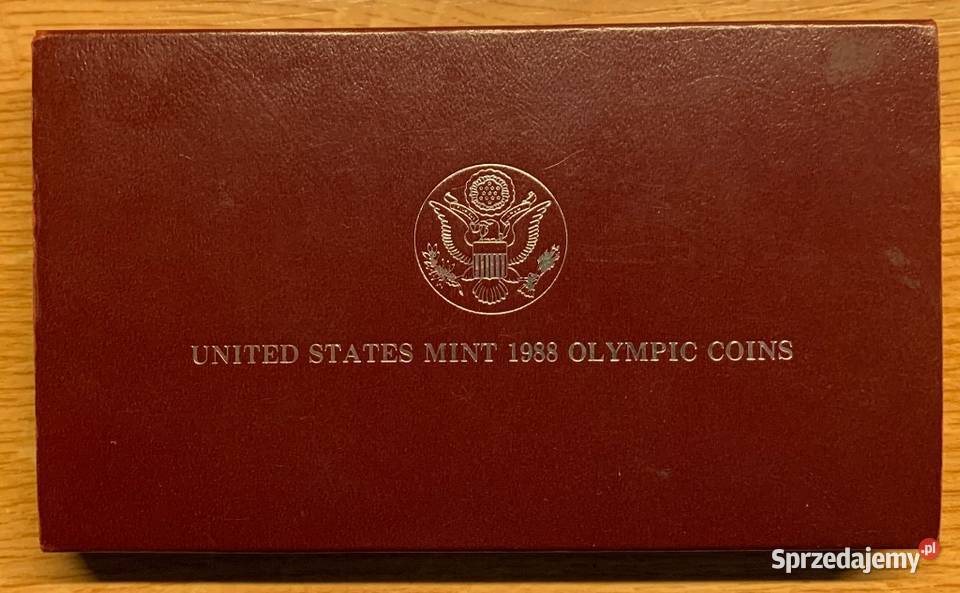 UNITED STATES MINT 1988 OLYMPIC COINS
Sprzedajemy.pl